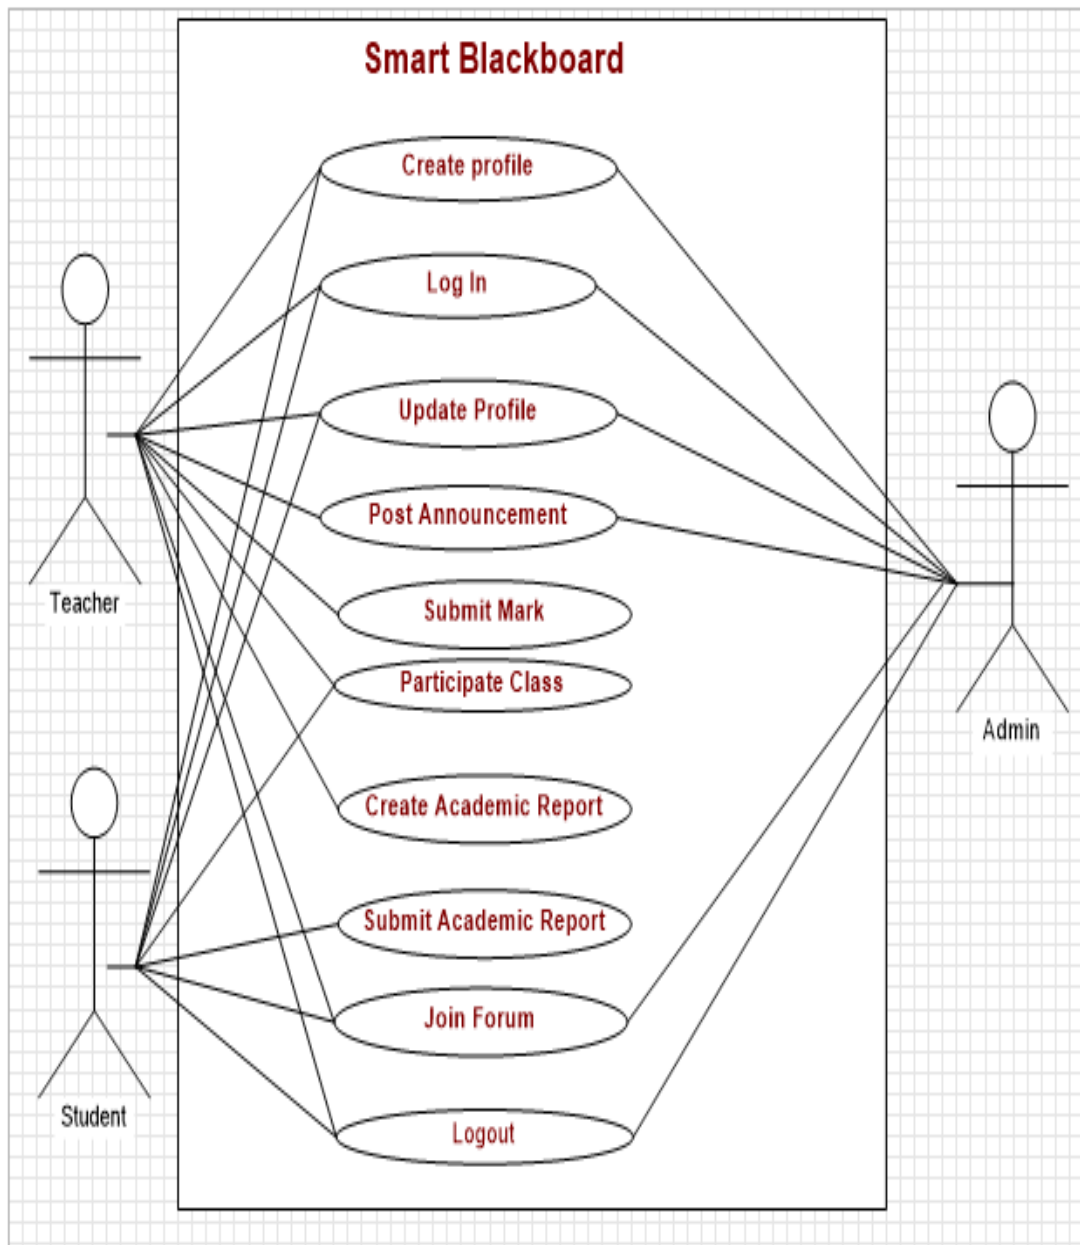 Smart Blackboard
Create profile
Log In
Update Profile
Post Announcement
Submit Mark
Participate Class
Create Academic Report
Submit Academic Report
Join Forum
Logout
Teacher
Student
Admin